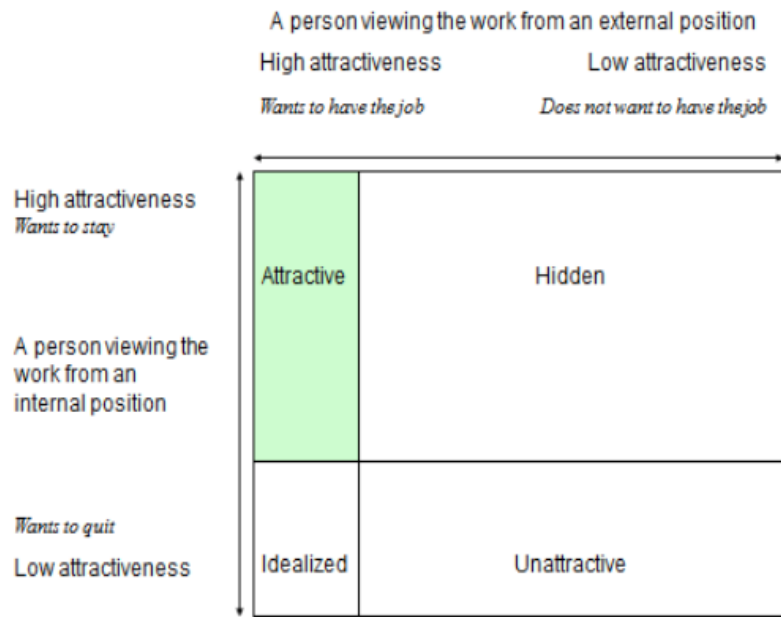 A person viewing the work from an external position
High attractiveness
Low attractiveness
Wants to have the job
Does not want to have thejob
High attractiveness
Wants to stay
Attractive
Hidden
A person viewing the
work from an
internal position
Wants to quit
Low attractiveness
Idealized
Unattractive